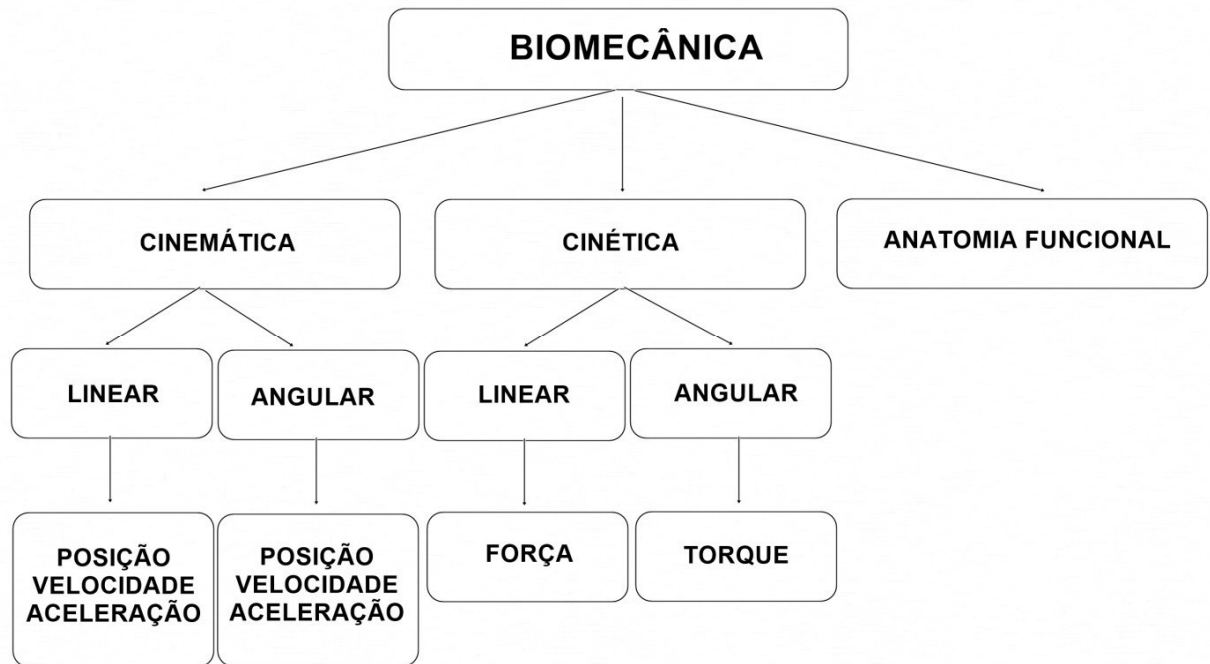 BIOMECÂNICA
CINEMÁTICA
CINÉTICA
ANATOMIA FUNCIONAL
LINEAR
ANGULAR
LINEAR
ANGULAR
POSIÇÃO
VELOCIDADE
ACELERAÇÃO
POSIÇÃO
VELOCIDADE
ACELERAÇÃO
FORÇA
TORQUE